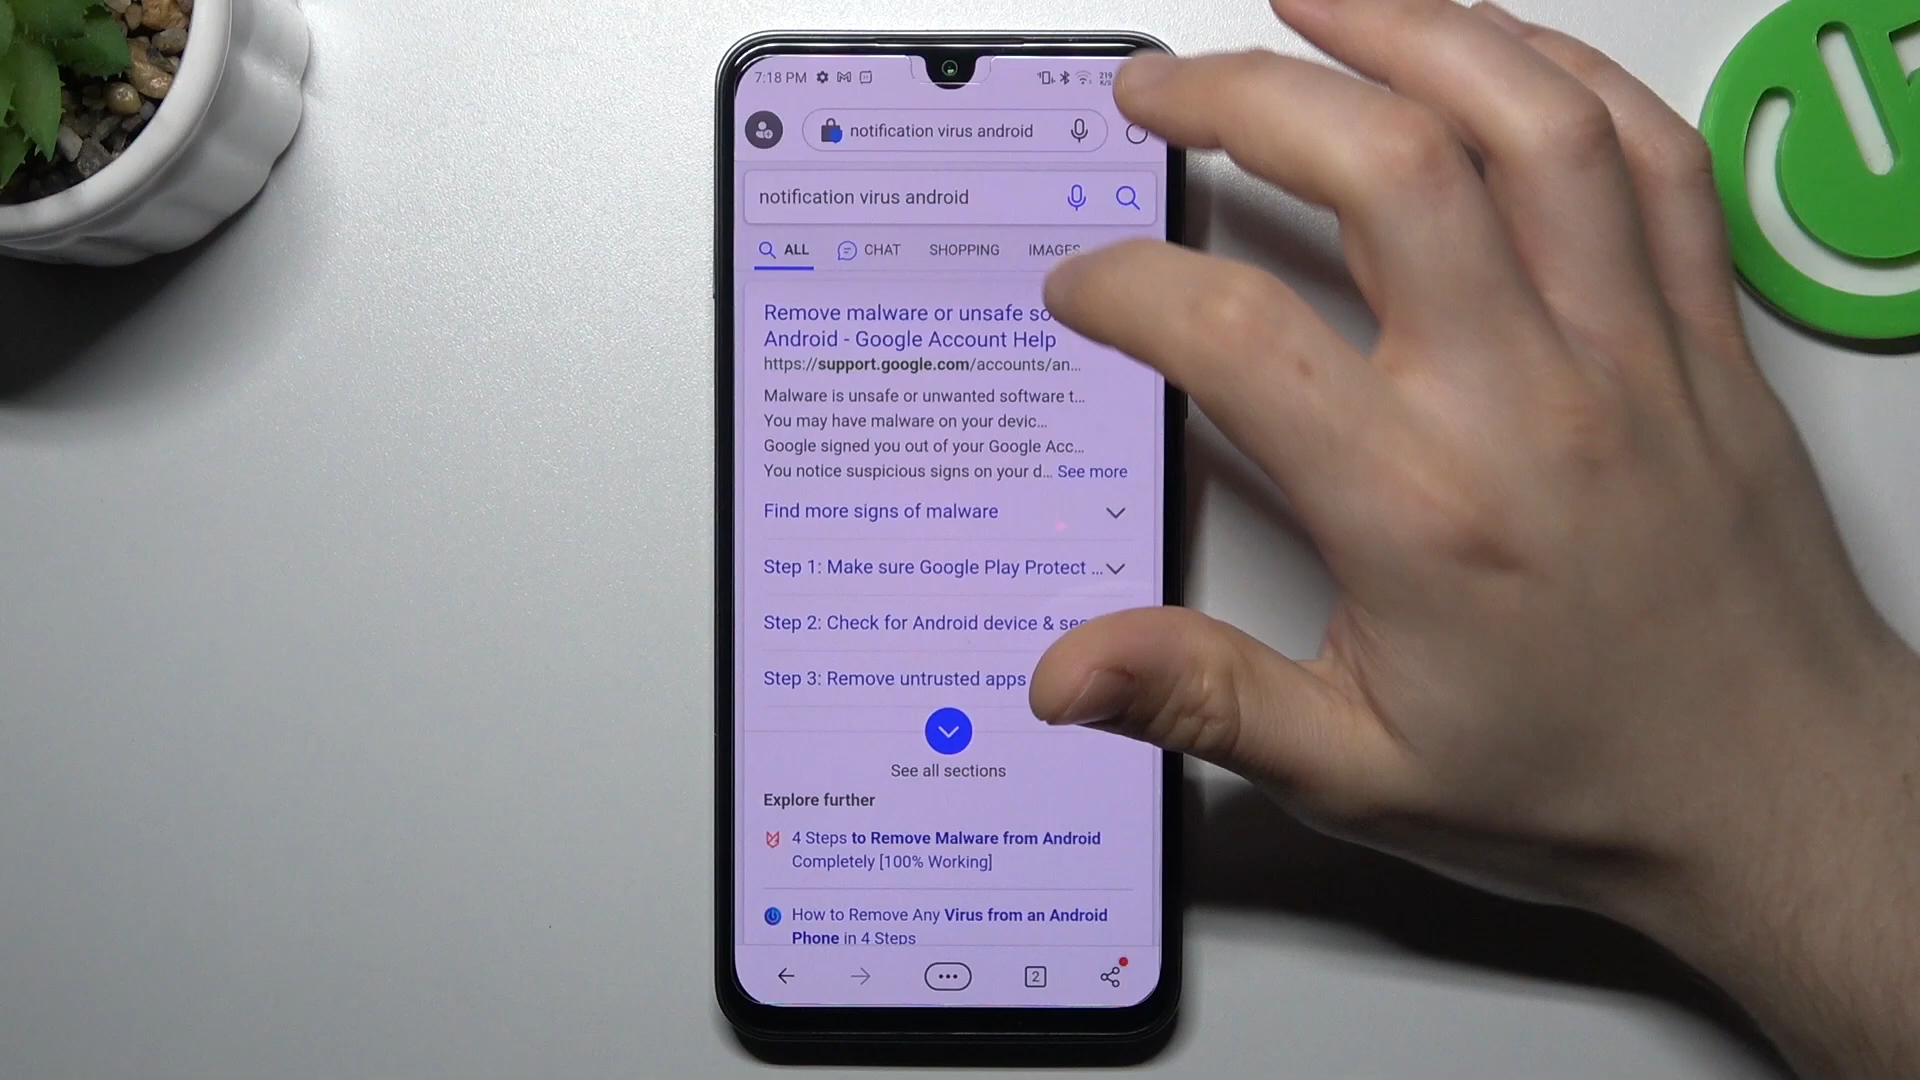 7:18 PM
219
K/S
notification virus android
notification virus android
ALL CHAT SHOPPING IMAGES
Remove malware or unsafe so
Android - Google Account Help
https://support.google.com/accounts/an...
Malware is unsafe or unwanted software t...
You may have malware on your devic...
Google signed you out of your Google Acc...
You notice suspicious signs on your d... See more
Find more signs of malware
Step 1: Make sure Google Play Protect ...
Step 2: Check for Android device & sec
Step 3: Remove untrusted apps
See all sections
Explore further
4 Steps to Remove Malware from Android
Completely [100% Working]
How to Remove Any Virus from an Android
Phone in 4 Steps
2